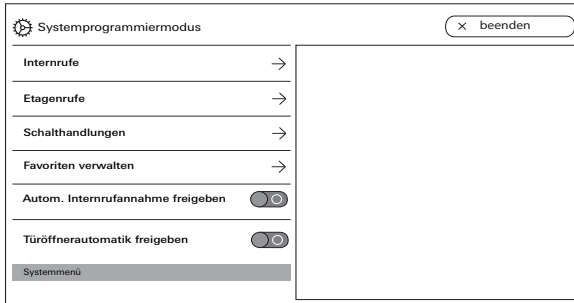 Systemprogrammiermodus
× beenden
Internrufe
Etagenrufe
Schalthandlungen
Favoriten verwalten
Autom. Internrufannahme freigeben
Türöffnerautomatik freigeben
Systemmenü